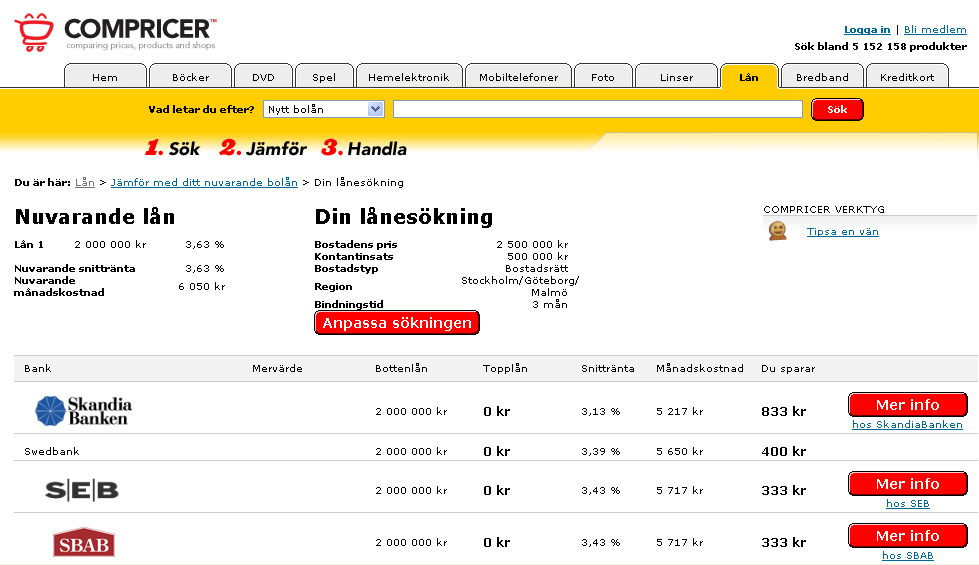 COMPRICER™
comparing prices, products and shops
Logga in | Bli medlem
Sök bland 5 152 158 produkter
Hem Böcker DVD Spel Hemelektronik Mobiltelefoner Foto Linser Lån Bredband Kreditkort
Vad letar du efter? Nytt bolån Sök
1. Sök 2. Jämför 3. Handla
Du är här: Lån > Jämför med ditt nuvarande bolån > Din lånesökning
Nuvarande lån
Lån 1 2 000 000 kr 3,63 %
Nuvarande snittränta 3,63 %
Nuvarande
månadskostnad 6 050 kr
Din lånesökning
Bostadens pris 2 500 000 kr
Kontantinsats 500 000 kr
Bostadstyp Bostadsrätt
Region Stockholm/Göteborg/
Malmö
Bindningstid 3 mån
Anpassa sökningen
COMPRICER VERKTYG
Tipsa en vän
Bank Mervärde Bottenlån Topplån Snittränta Månadskostnad Du sparar
Skandia
Banken 2 000 000 kr 0 kr 3,13 % 5 217 kr 833 kr Mer info
hos SkandiaBanken
Swedbank 2 000 000 kr 0 kr 3,39 % 5 650 kr 400 kr
S|E|B 2 000 000 kr 0 kr 3,43 % 5 717 kr 333 kr Mer info
hos SEB
SBAB 2 000 000 kr 0 kr 3,43 % 5 717 kr 333 kr Mer info
hos SBAB